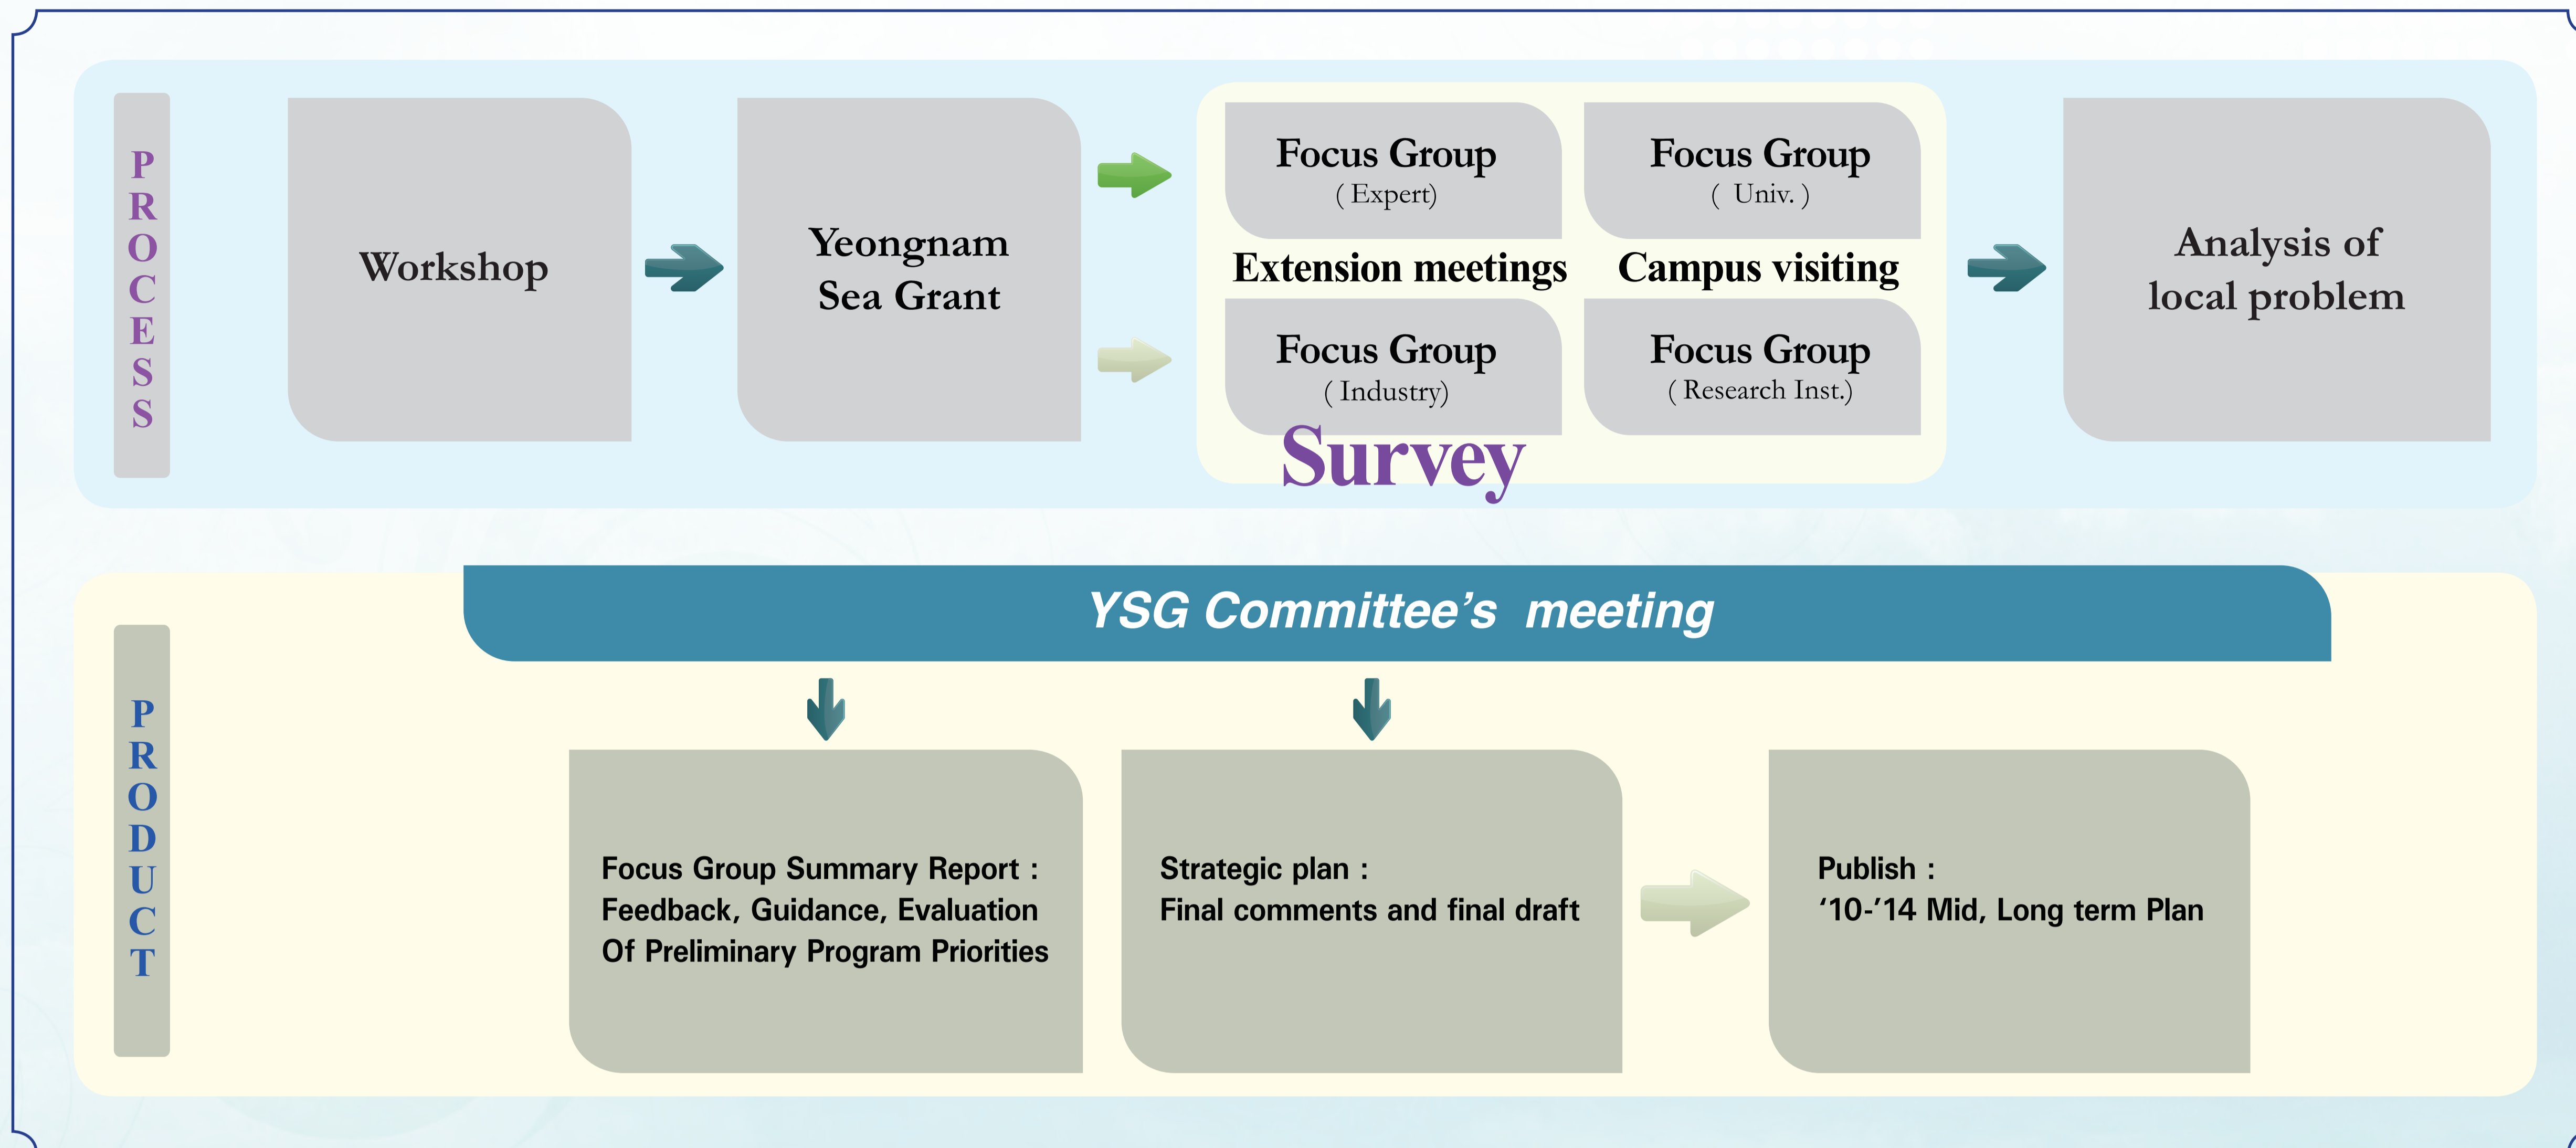 PROCESS
Workshop
Yeongnam
Sea Grant
Focus Group
( Expert)
Focus Group
( Univ. )
Extension meetings
Campus visiting
Focus Group
( Industry)
Focus Group
( Research Inst.)
Survey
Analysis of
local problem
PRODUCT
YSG Committee’s meeting
Focus Group Summary Report :
Feedback, Guidance, Evaluation
Of Preliminary Program Priorities
Strategic plan :
Final comments and final draft
Publish :
‘10-’14 Mid, Long term Plan